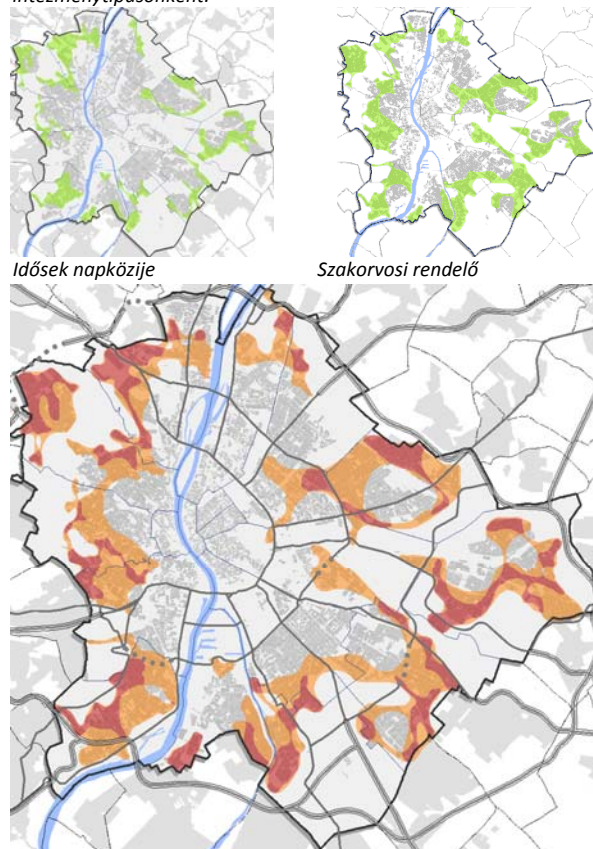 intézménytípusonként.
Idősek napközije
Szakorvosi rendelő